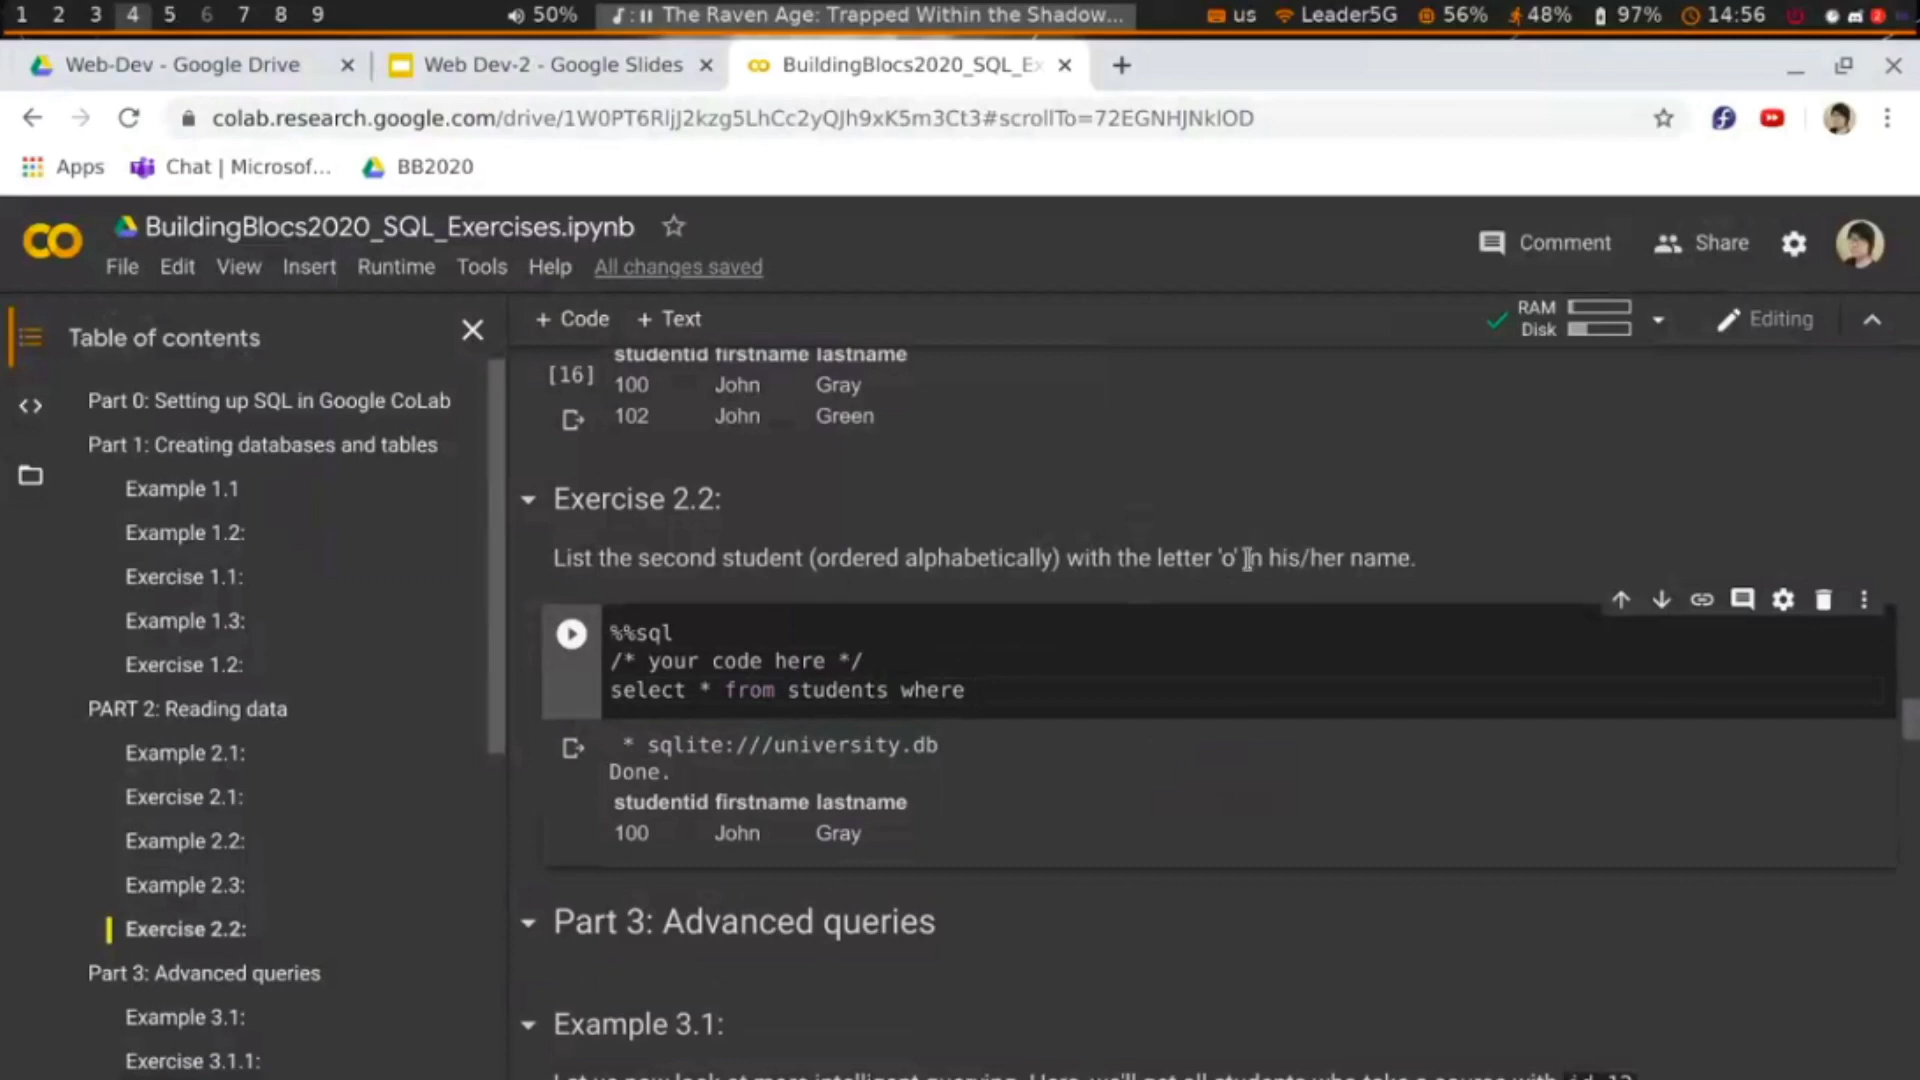 1 2 3 4 5 6 7 8 9 50% The Raven Age: Trapped Within the Shadow... us Leader5G 56% 48% 97% 14:56
Web-Dev - Google Drive Web Dev-2 - Google Slides BuildingBlocs2020_SQL_Ex
colab.research.google.com/drive/1W0PT6RljJ2kzg5LhCc2yQJh9xK5m3Ct3#scrollTo=72EGNHJNklOD
Apps Chat | Microsof... BB2020
CO BuildingBlocs2020_SQL_Exercises.ipynb
Comment Share
File Edit View Insert Runtime Tools Help All changes saved
Table of contents
+ Code + Text
RAM
Disk
Editing
Part 0: Setting up SQL in Google CoLab
Part 1: Creating databases and tables
Example 1.1
Example 1.2:
Exercise 1.1:
Example 1.3:
Exercise 1.2:
PART 2: Reading data
Example 2.1:
Exercise 2.1:
Example 2.2:
Example 2.3:
Exercise 2.2:
Part 3: Advanced queries
Example 3.1:
Exercise 3.1.1:
studentid firstname lastname
[16] 100 John Gray
102 John Green
Exercise 2.2:
List the second student (ordered alphabetically) with the letter 'o' in his/her name.
%%sql
/* your code here */
select * from students where
* sqlite:///university.db
Done.
studentid firstname lastname
100 John Gray
Part 3: Advanced queries
Example 3.1: